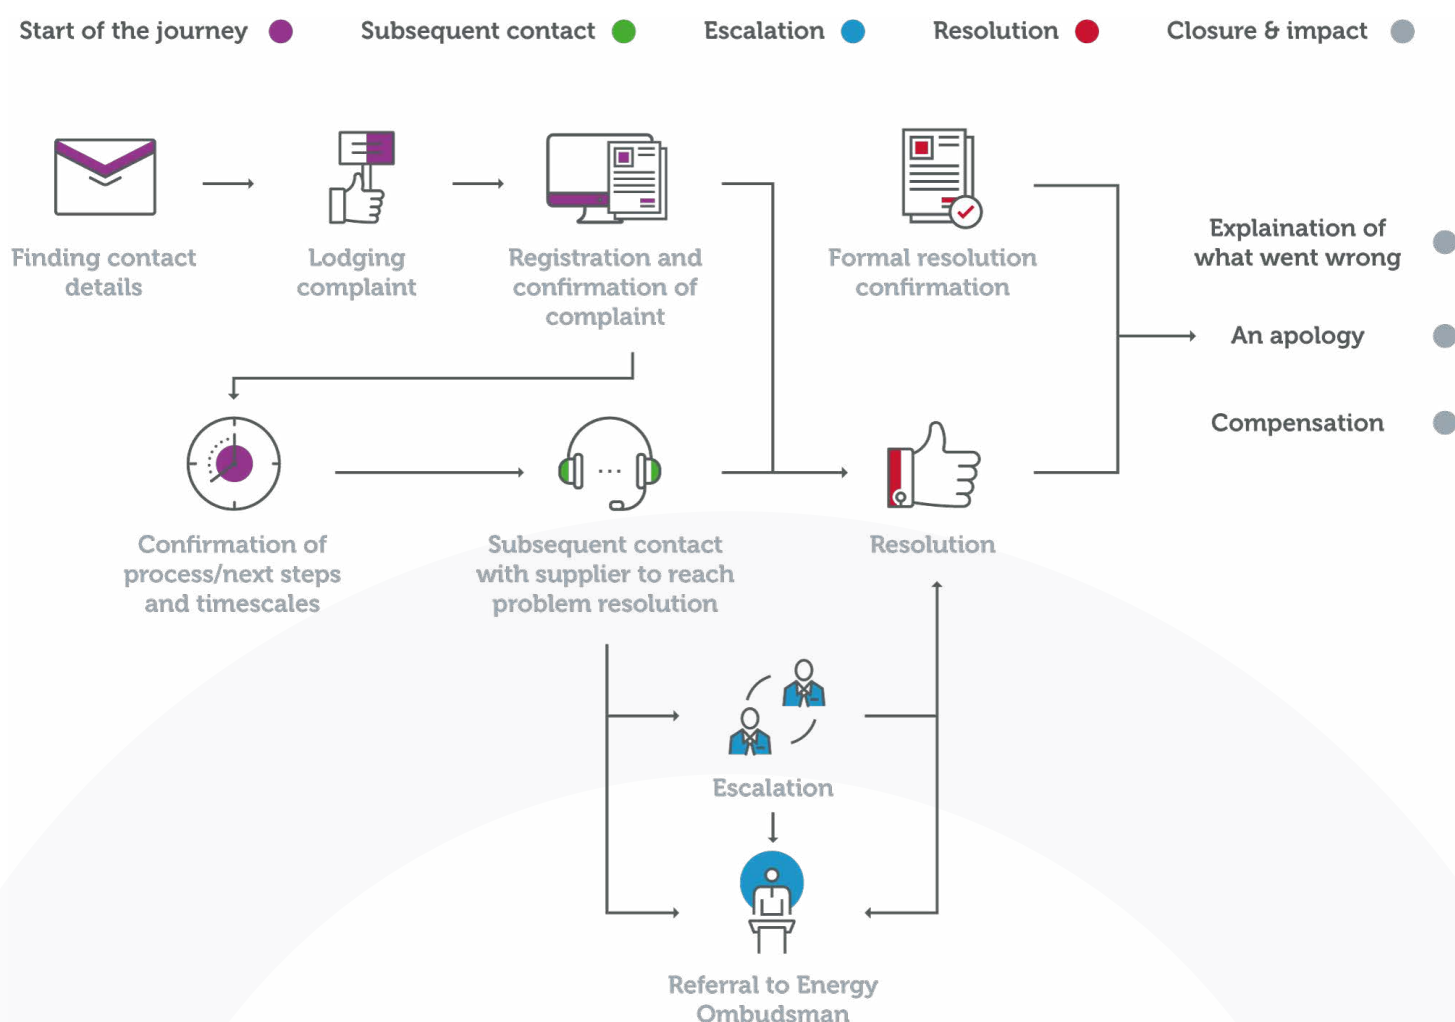 Start of the journey
Subsequent contact
Escalation
Resolution
Closure & impact
Finding contact
details
Lodging
complaint
Registration and
confirmation of
complaint
Formal resolution
confirmation
Explaination of
what went wrong
An apology
Compensation
Confirmation of
process/next steps
and timescales
Subsequent contact
with supplier to reach
problem resolution
Resolution
Escalation
Referral to Energy
Ombudsman